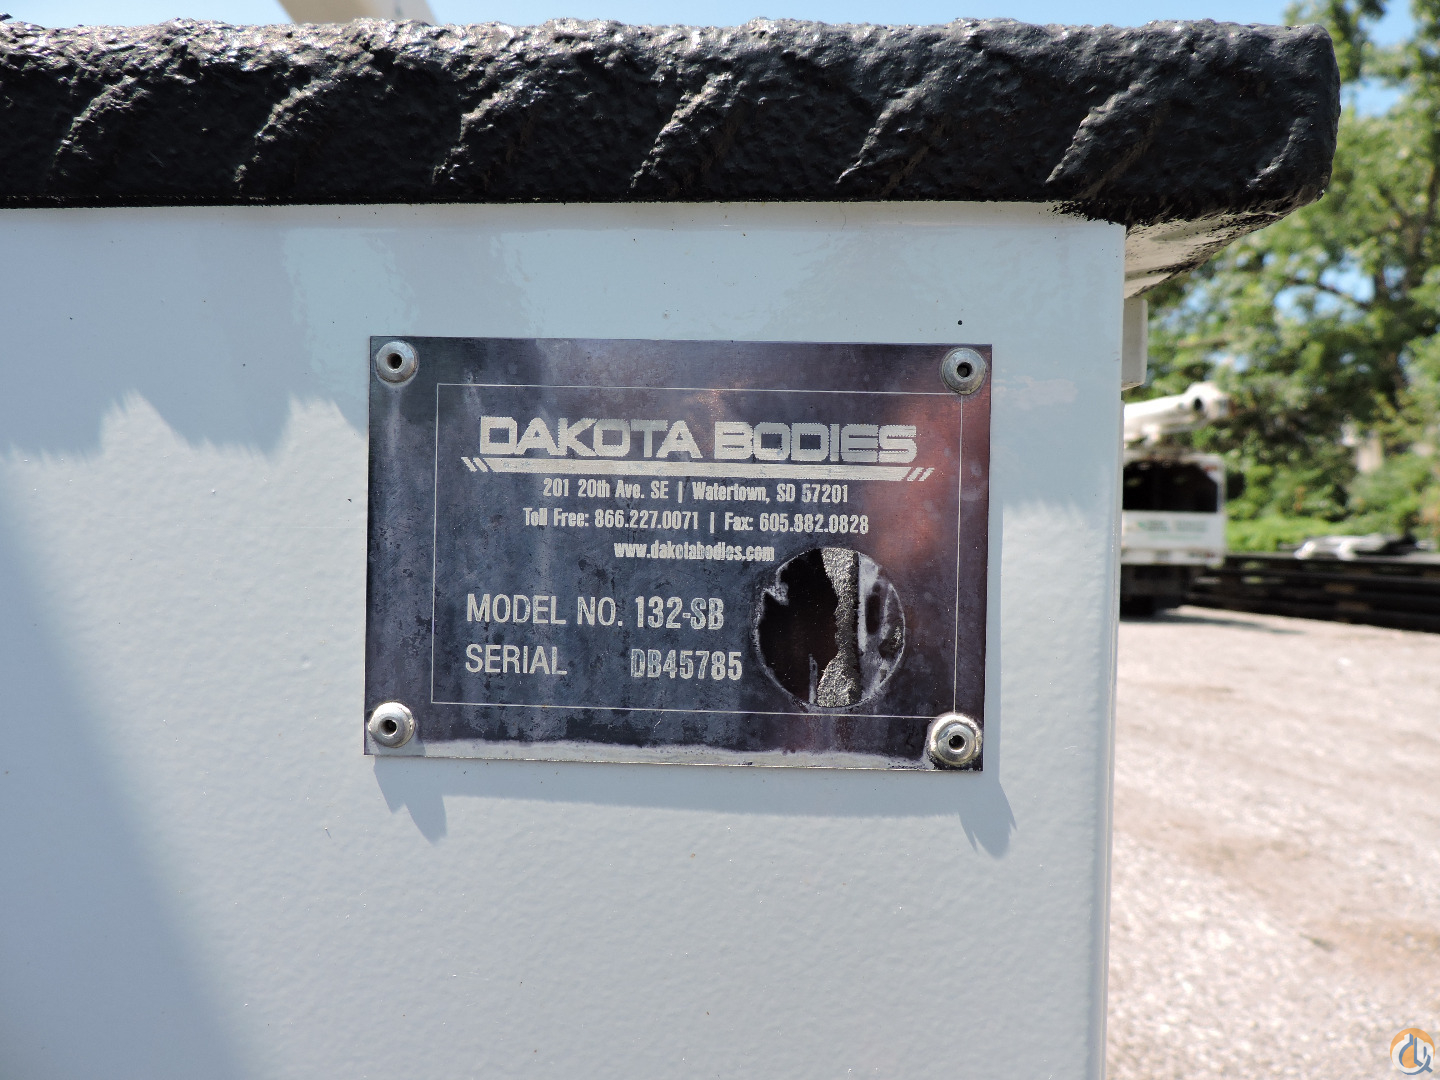 DAKOTA BODIES
201 20th Ave. SE | Watertown, SD 57201
Toll Free: 866.227.0071 | Fax: 605.882.0828
www.dakotabodies.com
MODEL NO. 132-SB
SERIAL DB45785